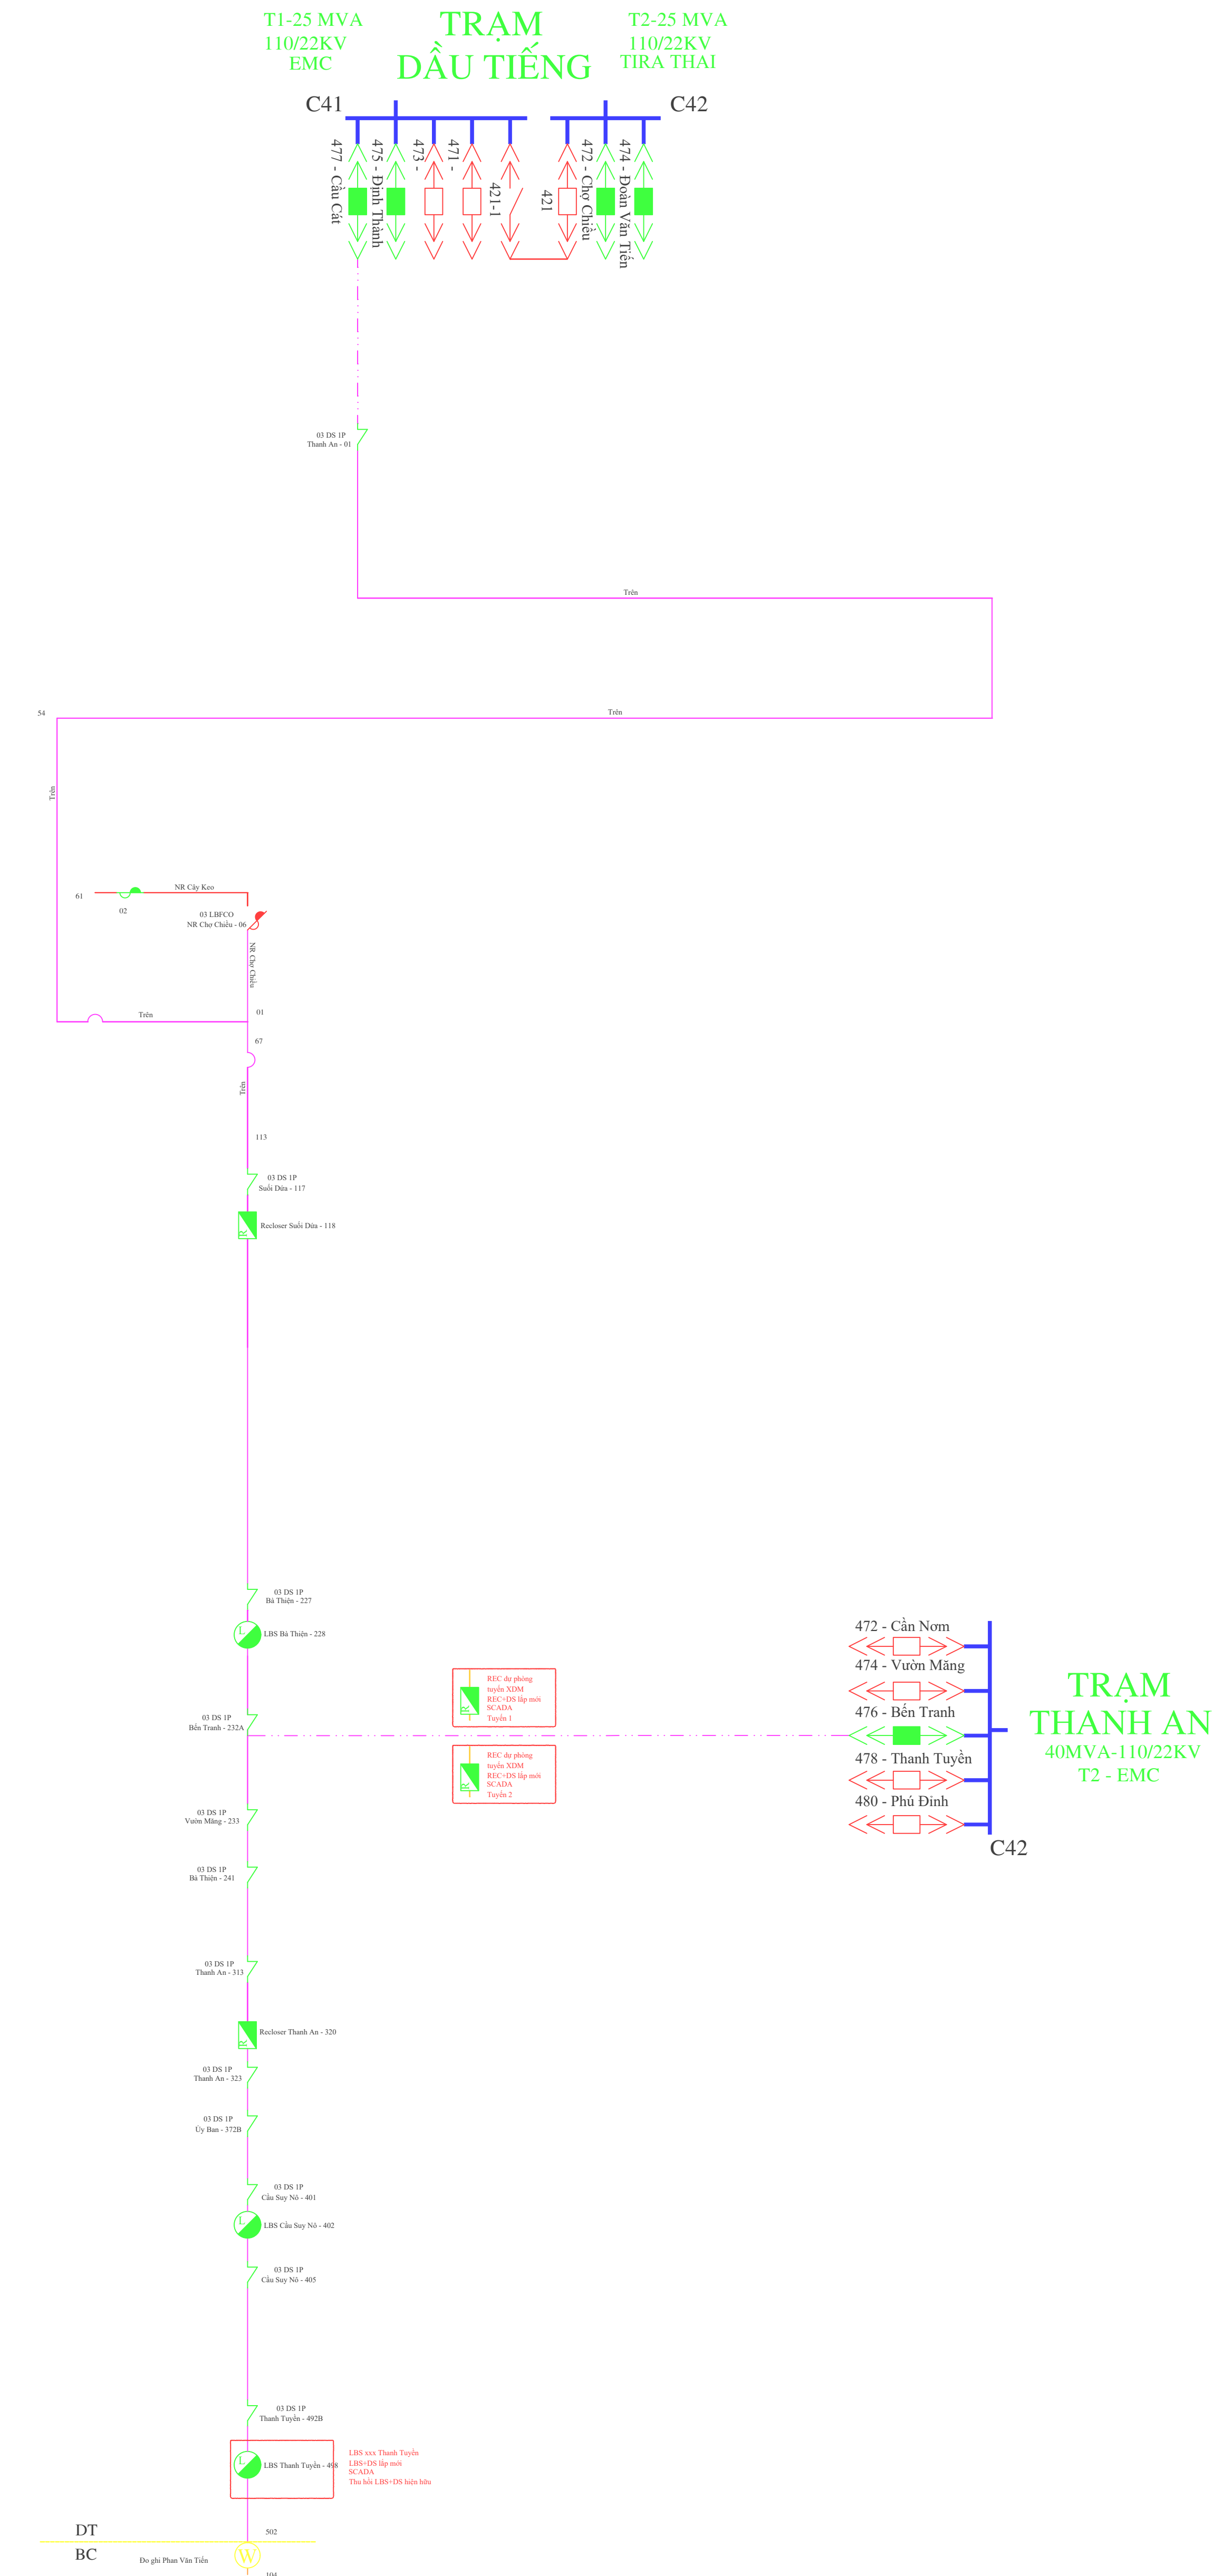 T1-25 MVA
110/22KV
EMC
TRẠM
DẦU TIẾNG
T2-25 MVA
110/22KV
TIRA THAI
C41
C42
477 - Cầu Cát
475 - Định Thành
473 -
471 -
421-1
421
472 - Chợ Chiều
474 - Đoàn Văn Tiến
03 DS 1P
Thanh An - 01
Trên
54
Trên
Trên
NR Cây Keo
61
02
03 LBFCO
NR Chợ Chiều - 06
NR Chợ Chiều
01
Trên
67
Trên
113
03 DS 1P
Suối Dứa - 117
R
Recloser Suối Dứa - 118
03 DS 1P
Bà Thiện - 227
L
LBS Bà Thiện - 228
472 - Cần Nơm
474 - Vườn Măng
476 - Bến Tranh
478 - Thanh Tuyền
480 - Phú Đỉnh
C42
TRẠM
THANH AN
40MVA-110/22KV
T2 - EMC
R
REC dự phòng
tuyến XDM
REC+DS lắp mới
SCADA
Tuyến 1
03 DS 1P
Bến Tranh - 232A
R
REC dự phòng
tuyến XDM
REC+DS lắp mới
SCADA
Tuyến 2
03 DS 1P
Vườn Măng - 233
03 DS 1P
Bà Thiện - 241
03 DS 1P
Thanh An - 313
R
Recloser Thanh An - 320
03 DS 1P
Thanh An - 323
03 DS 1P
Ủy Ban - 372B
03 DS 1P
Cầu Suy Nô - 401
L
LBS Cầu Suy Nô - 402
03 DS 1P
Cầu Suy Nô - 405
03 DS 1P
Thanh Tuyền - 492B
L
LBS Thanh Tuyền - 498
LBS xxx Thanh Tuyền
LBS+DS lắp mới
SCADA
Thu hồi LBS+DS hiện hữu
DT
502
BC
Đo ghi Phan Văn Tiến
W
104